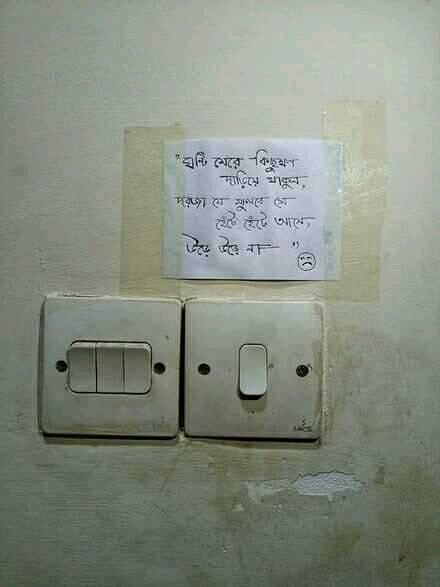 "ঘন্টি মেরে কিছুক্ষণ
দাড়িয়ে থাকুন,
দরজা যে খুলবে সে
হেঁটে হেঁটে আসে,
উড়ে উড়ে না"